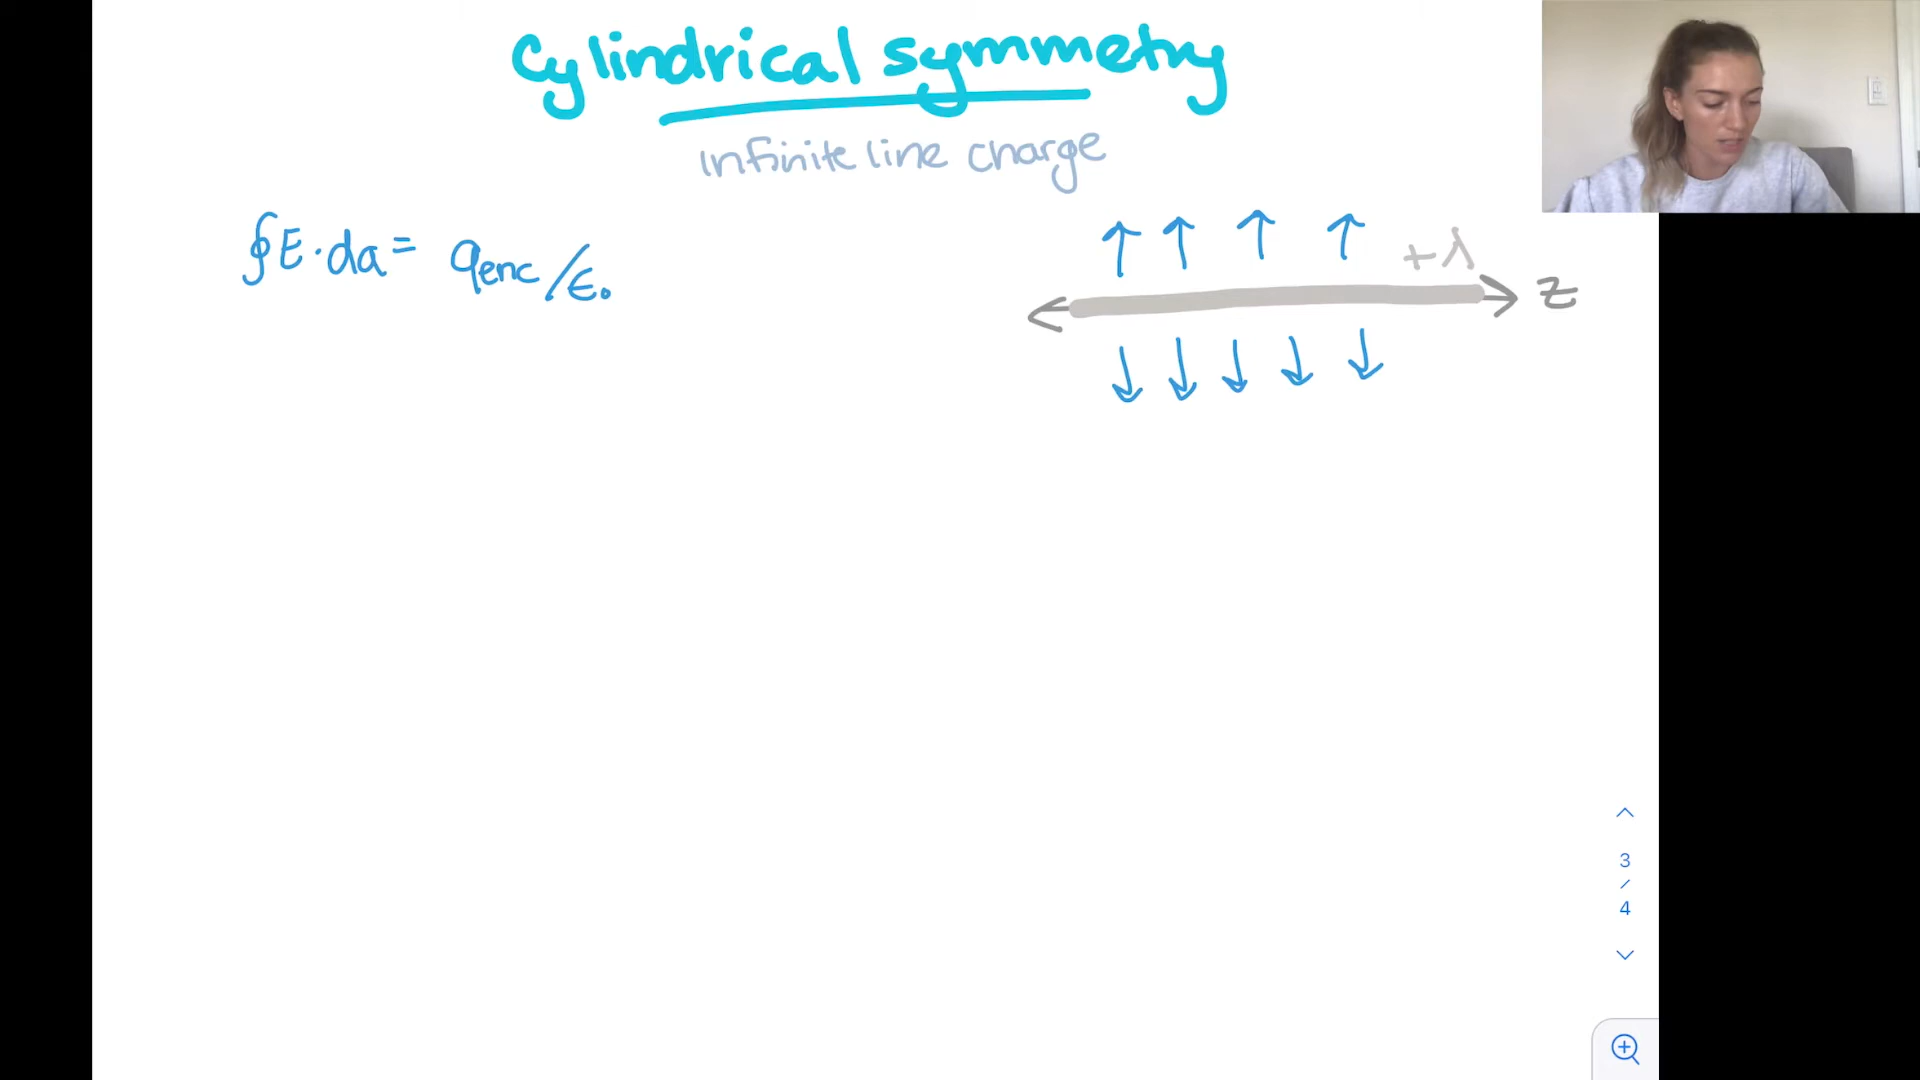 Cylindrical symmetry
infinite line charge
∮E·da = qenc/ε₀
+λ
z
3
/
4